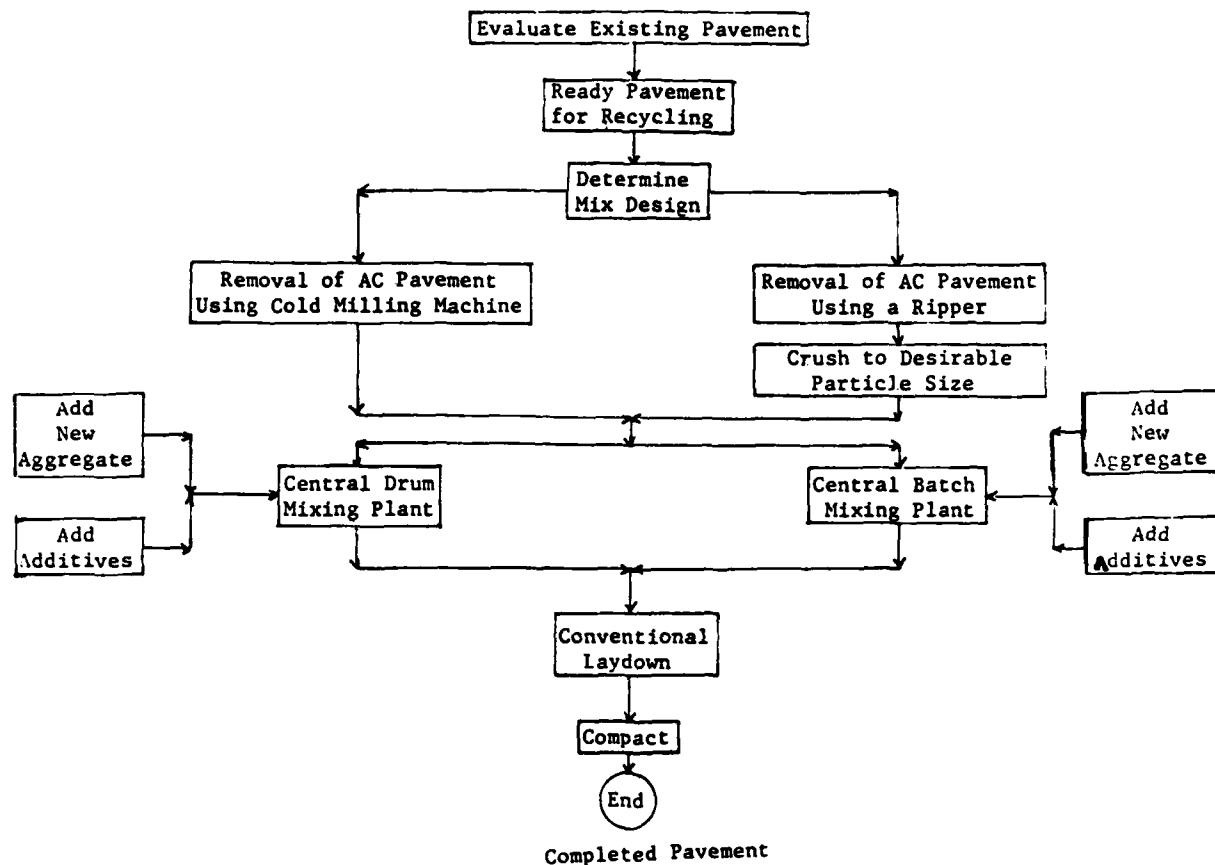 Evaluate Existing Pavement
Ready Pavement
for Recycling
Determine
Mix Design
Removal of AC Pavement
Using Cold Milling Machine
Removal of AC Pavement
Using a Ripper
Crush to Desirable
Particle Size
Add
New
Aggregate
Add
Additives
Central Drum
Mixing Plant
Central Batch
Mixing Plant
Add
New
Aggregate
Add
Additives
Conventional
Laydown
Compact
End
Completed Pavement